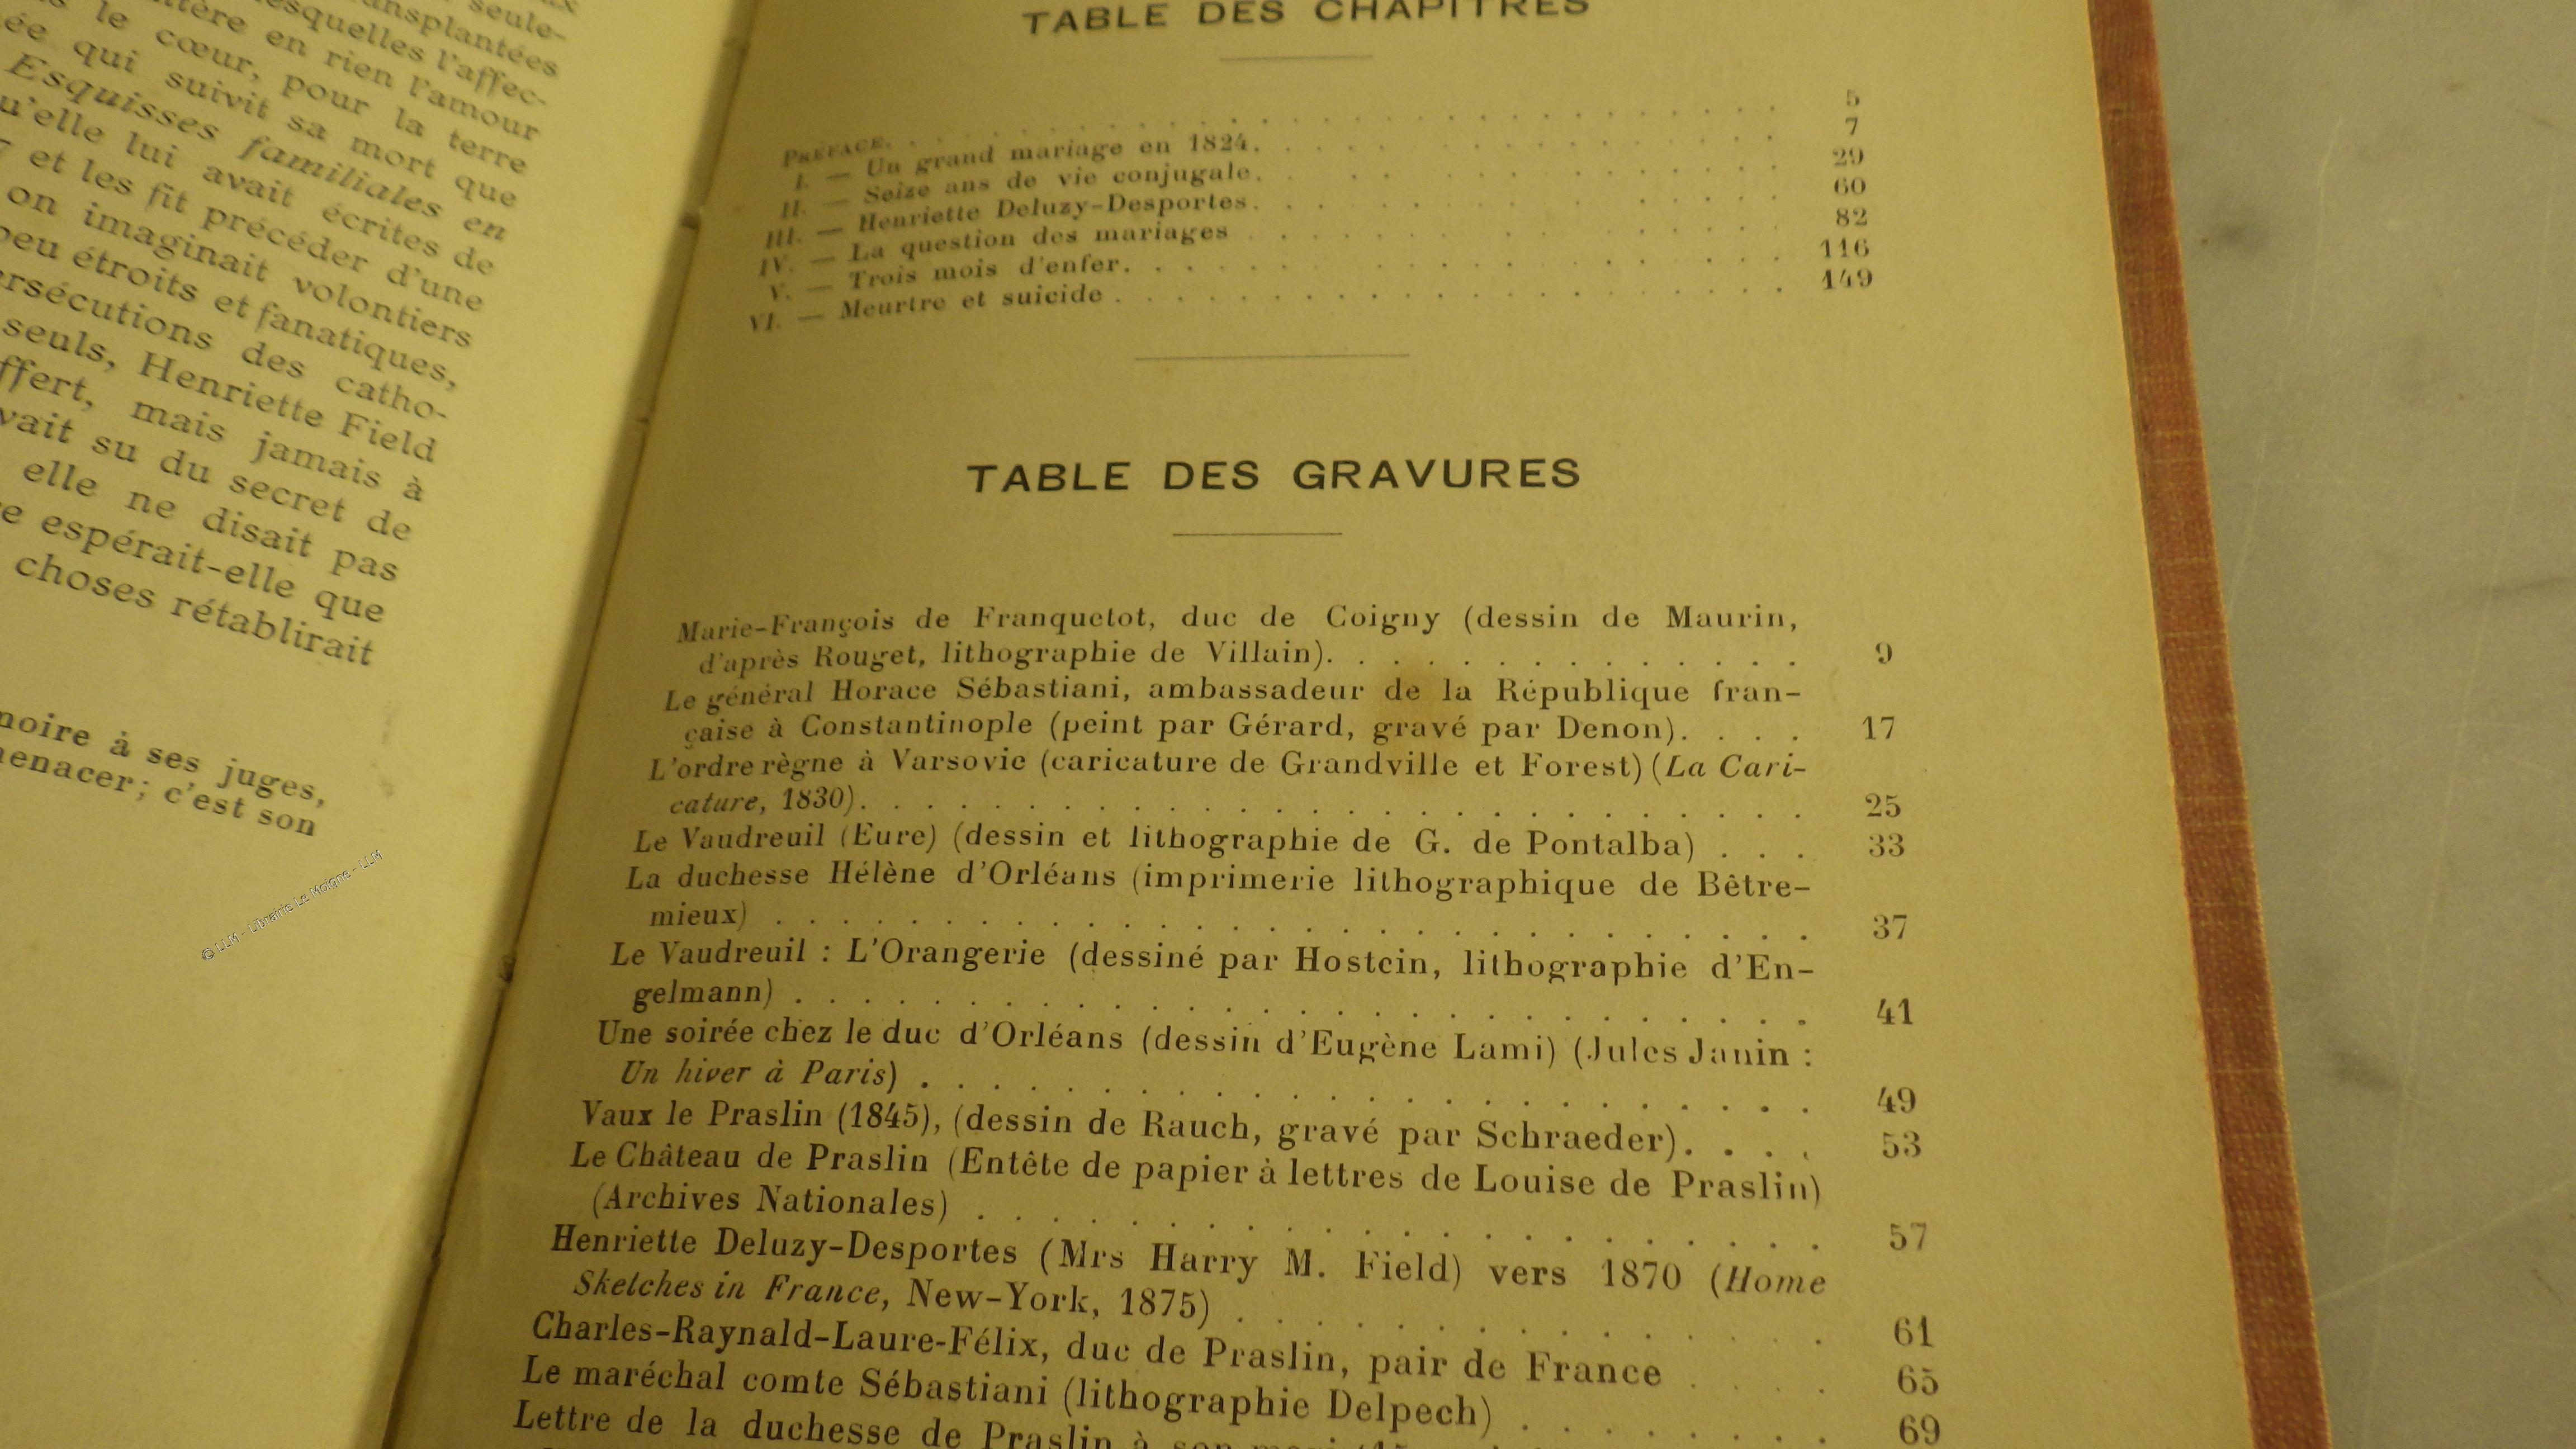 seule-
transplantées
lesquelles l'affec-
en rien l'amour
le cœur, pour la terre
qui suivit sa mort que
Esquisses familiales en
qu'elle lui avait écrites de
et les fit précéder d'une
on imaginait volontiers
peu étroits et fanatiques,
persécutions des catho-
seuls, Henriette Field
mais jamais à
su du secret de
elle ne disait pas
espérait-elle que
choses rétablirait
à ses juges,
menacer; c'est son
© LLM - Librairie Le Moigne - LLM
TABLE DES CHAPITRES
PRÉFACE. 5
I. — Un grand mariage en 1824. 7
II. — Seize ans de vie conjugale. 29
III. — Henriette Deluzy-Desportes. 60
IV. — La question des mariages 82
V. — Trois mois d'enfer. 116
VI. — Meurtre et suicide. 149
TABLE DES GRAVURES
Marie-François de Franquetot, duc de Coigny (dessin de Maurin,
d'après Rouget, lithographie de Villain). 9
Le général Horace Sébastiani, ambassadeur de la République fran-
çaise à Constantinople (peint par Gérard, gravé par Denon). 17
L'ordre règne à Varsovie (caricature de Grandville et Forest) (La Cari-
cature, 1830). 25
Le Vaudreuil (Eure) (dessin et lithographie de G. de Pontalba) 33
La duchesse Hélène d'Orléans (imprimerie lithographique de Bêtre-
mieux) 37
Le Vaudreuil : L'Orangerie (dessiné par Hostein, lithographie d'En-
gelmann) 41
Une soirée chez le duc d'Orléans (dessin d'Eugène Lami) (Jules Janin :
Un hiver à Paris) 49
Vaux le Praslin (1845), (dessin de Rauch, gravé par Schraeder). 53
Le Château de Praslin (Entête de papier à lettres de Louise de Praslin)
(Archives Nationales) 57
Henriette Deluzy-Desportes (Mrs Harry M. Field) vers 1870 (Home
Sketches in France, New-York, 1875) 61
Charles-Raynald-Laure-Félix, duc de Praslin, pair de France 65
Le maréchal comte Sébastiani (lithographie Delpech) 69
Lettre de la duchesse de Praslin à son mari